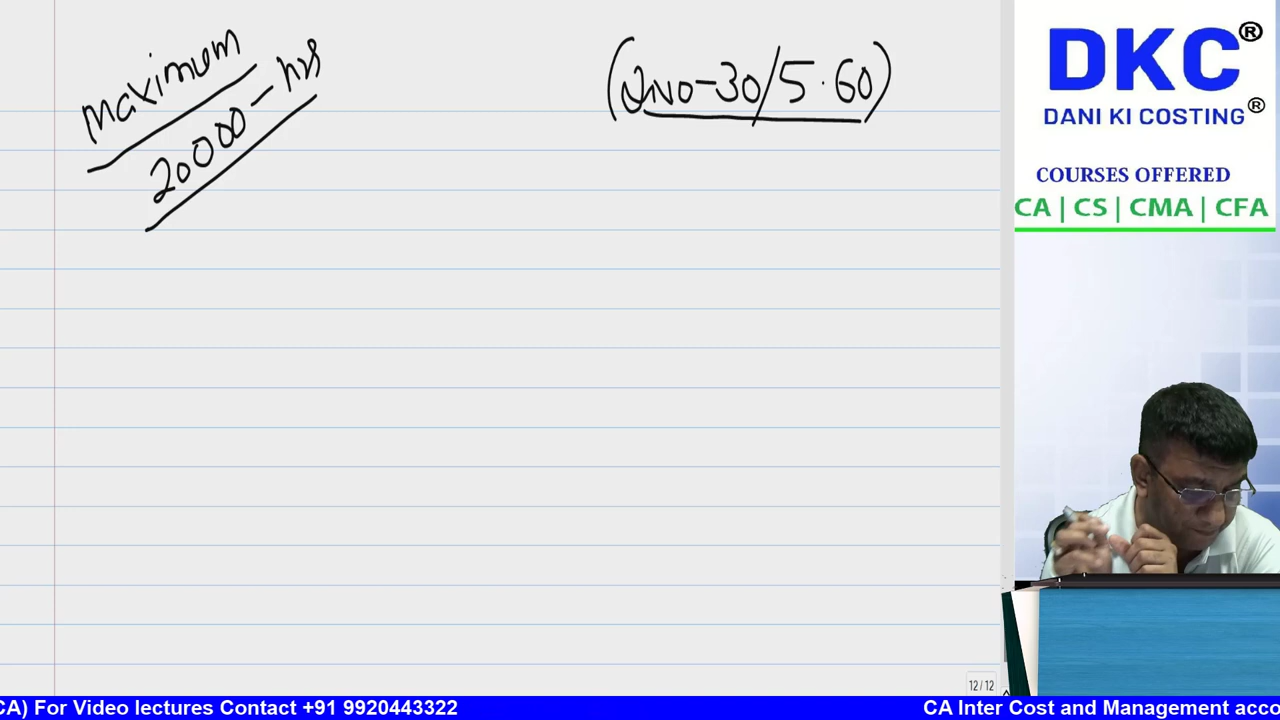 maximum
20000 - hrs
(QNo-30/5.60)
DKC®
DANI KI COSTING®
COURSES OFFERED
CA | CS | CMA | CFA
12/12
CA) For Video lectures Contact +91 9920443322
CA Inter Cost and Management acco